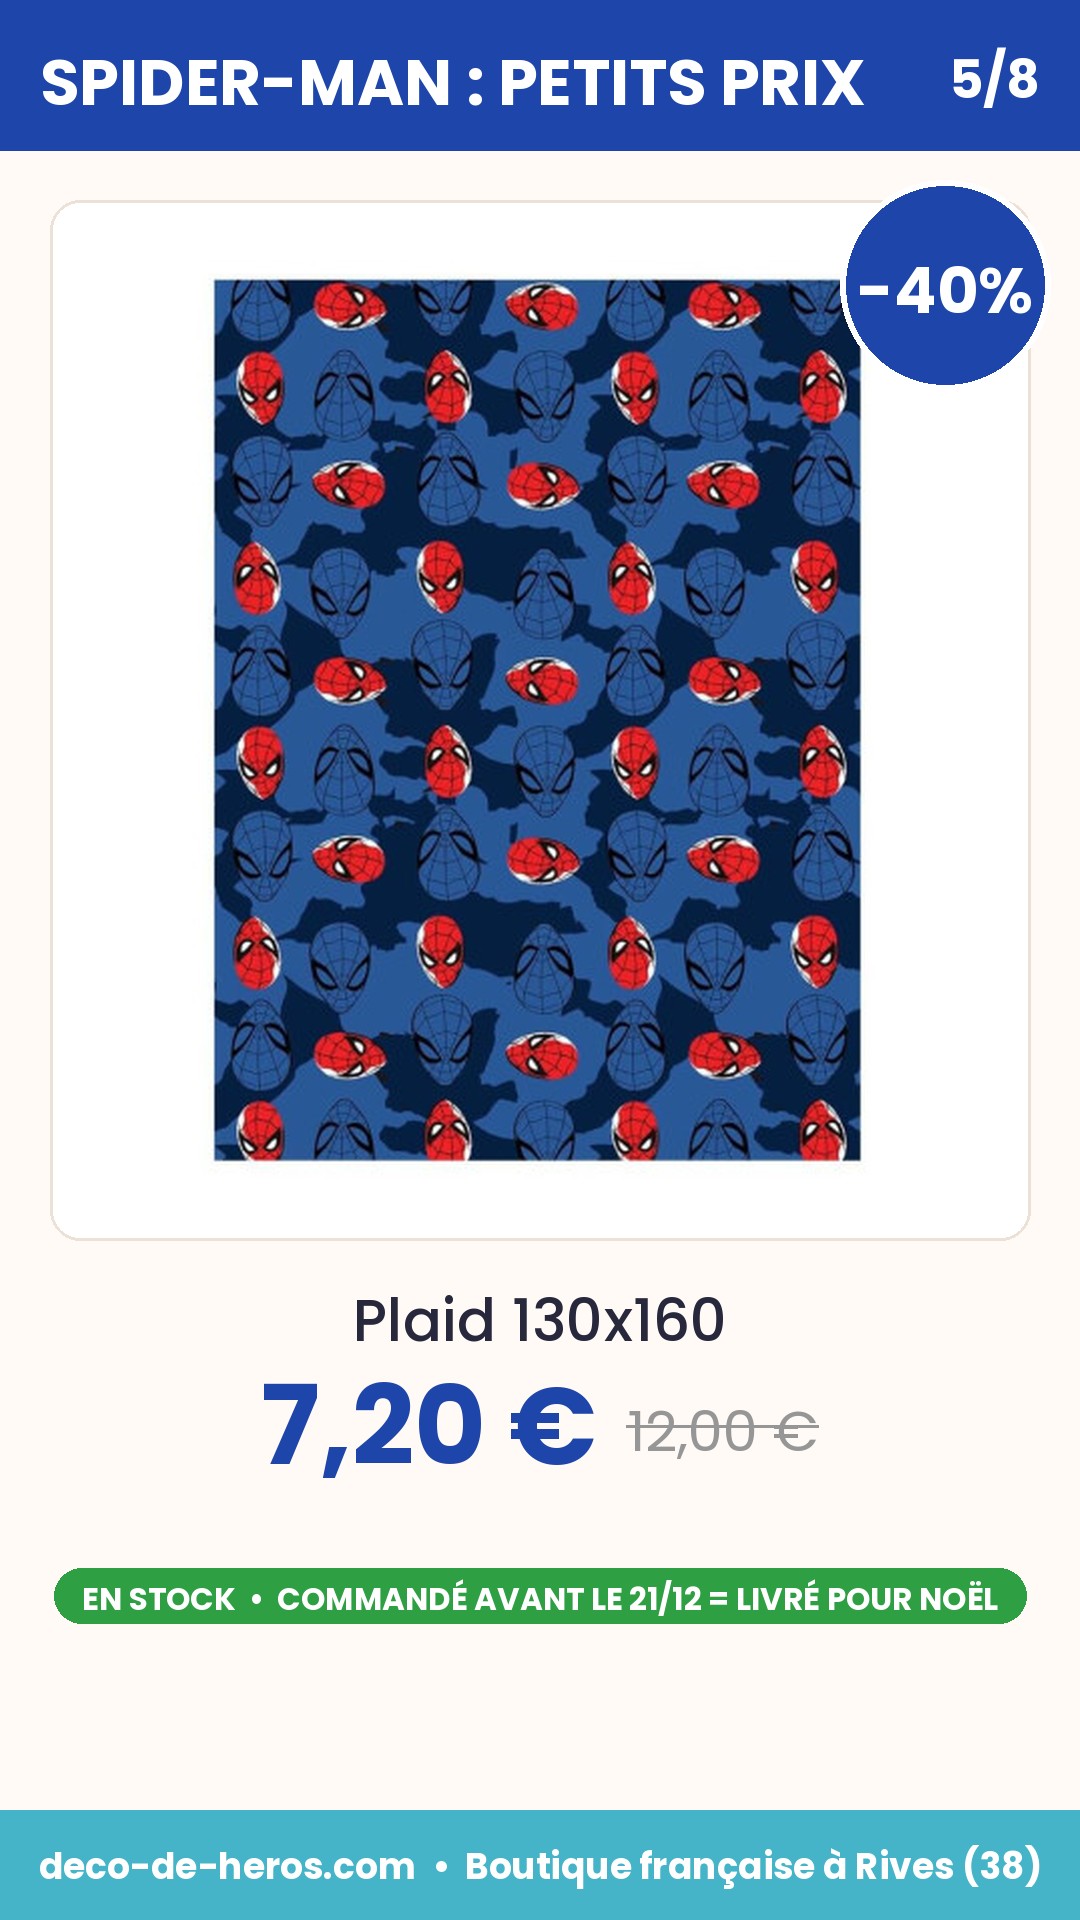 SPIDER-MAN : PETITS PRIX 5/8
-40%
Plaid 130x160
7,20 € 12,00 €
EN STOCK • COMMANDÉ AVANT LE 21/12 = LIVRÉ POUR NOËL
deco-de-heros.com • Boutique française à Rives (38)